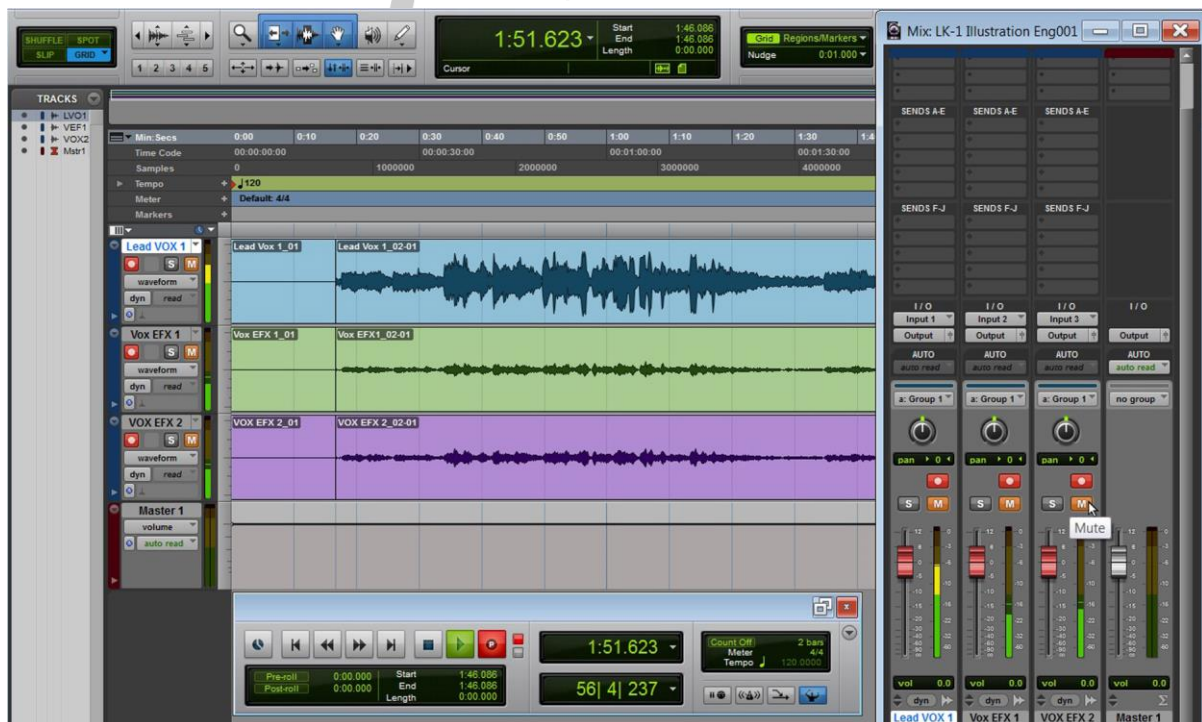 SHUFFLE SPOT
SLIP GRID
1 2 3 4 5
1:51.623
Start 1:46.086
End 1:46.086
Length 0:00.000
Cursor
Grid Regions/Markers
Nudge 0:01.000
TRACKS
LVO1
VEF1
VOX2
Mstr1
Min:Secs 0:00 0:10 0:20 0:30 0:40 0:50 1:00 1:10 1:20 1:30 1:4
Time Code 00:00:00:00 00:00:30:00 00:01:00:00 00:01:30:00
Samples 0 1000000 2000000 3000000 4000000
Tempo 120
Meter Default: 4/4
Markers
Lead VOX 1
S M
waveform
dyn read
Lead Vox 1_01 Lead Vox 1_02-01
Vox EFX 1
S M
waveform
dyn read
Vox EFX 1_01 Vox EFX1_02-01
VOX EFX 2
S M
waveform
dyn read
VOX EFX 2_01 VOX EFX 2_02-01
Master 1
volume
auto read
1:51.623
Count Off 2 bars
Meter 4/4
Tempo 120.0000
Pre-roll 0:00.000
Post-roll 0:00.000
Start 1:46.086
End 1:46.086
Length 0:00.000
56| 4| 237
Mix: LK-1 Illustration Eng001
SENDS A-E SENDS A-E SENDS A-E
SENDS F-J SENDS F-J SENDS F-J
I/O I/O I/O I/O
Input 1 Input 2 Input 3
Output Output Output Output
AUTO AUTO AUTO AUTO
auto read auto read auto read auto read
a: Group 1 a: Group 1 a: Group 1 no group
pan 0 pan 0 pan 0
S M S M S M
Mute
vol 0.0 vol 0.0 vol 0.0 vol 0.0
dyn dyn dyn
Lead VOX 1 Vox EFX 1 VOX EFX 2 Master 1